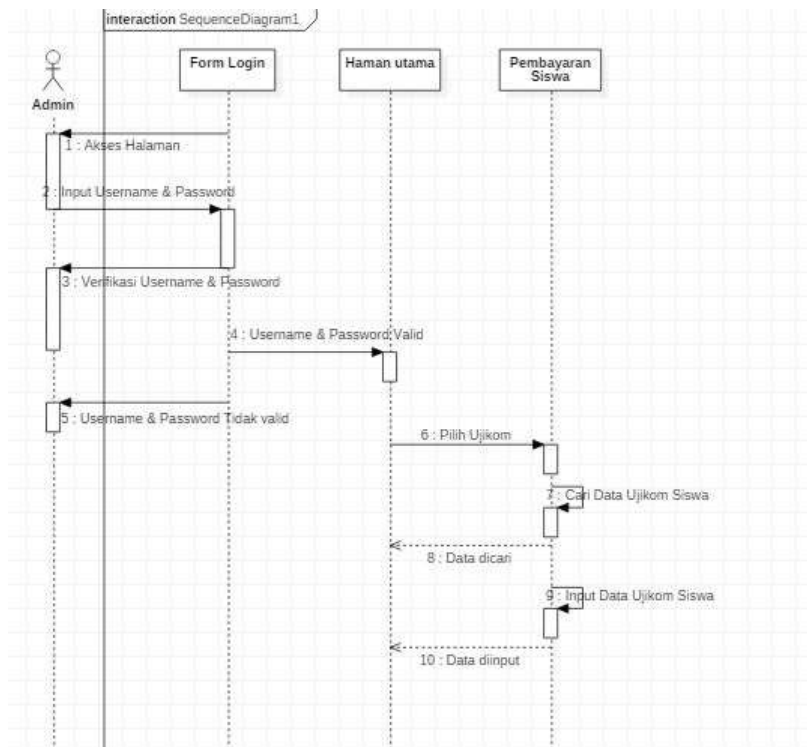 interaction SequenceDiagram1
Form Login
Haman utama
Pembayaran
Siswa
Admin
1 : Akses Halaman
2 : Input Username & Password
3 : Verifikasi Username & Password
4 : Username & Password Valid
5 : Username & Password Tidak valid
6 : Pilih Ujikom
7 : Cari Data Ujikom Siswa
8 : Data dicari
9 : Input Data Ujikom Siswa
10 : Data diinput